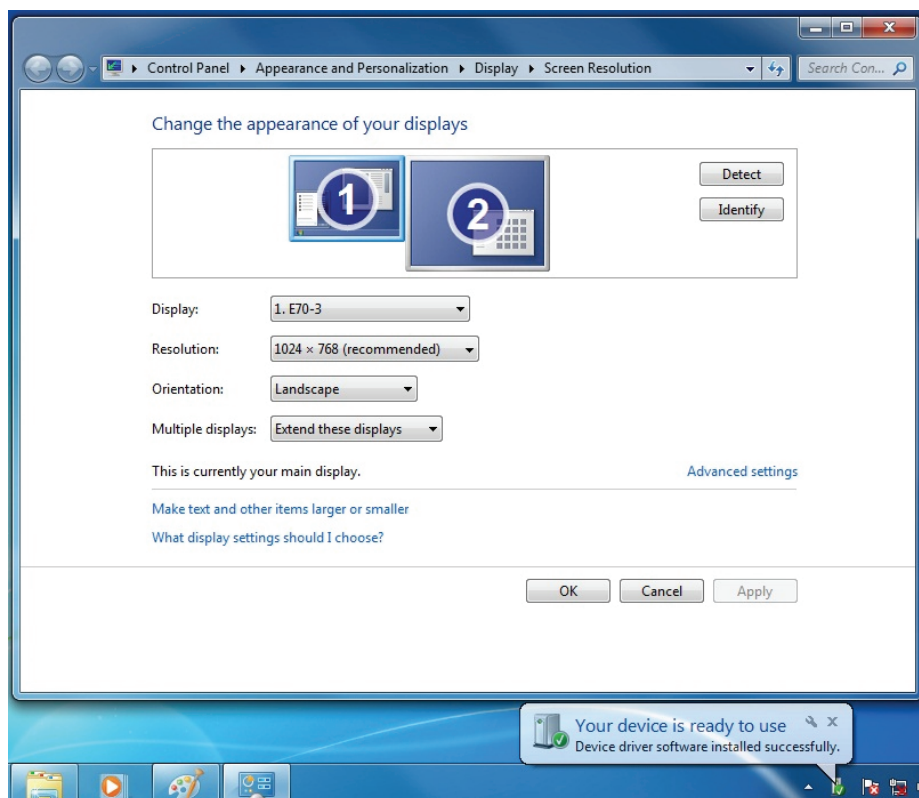 Control Panel Appearance and Personalization Display Screen Resolution Search Con...
Change the appearance of your displays
1
2
Detect
Identify
Display: 1. E70-3
Resolution: 1024 × 768 (recommended)
Orientation: Landscape
Multiple displays: Extend these displays
This is currently your main display. Advanced settings
Make text and other items larger or smaller
What display settings should I choose?
OK Cancel Apply
Your device is ready to use
Device driver software installed successfully.